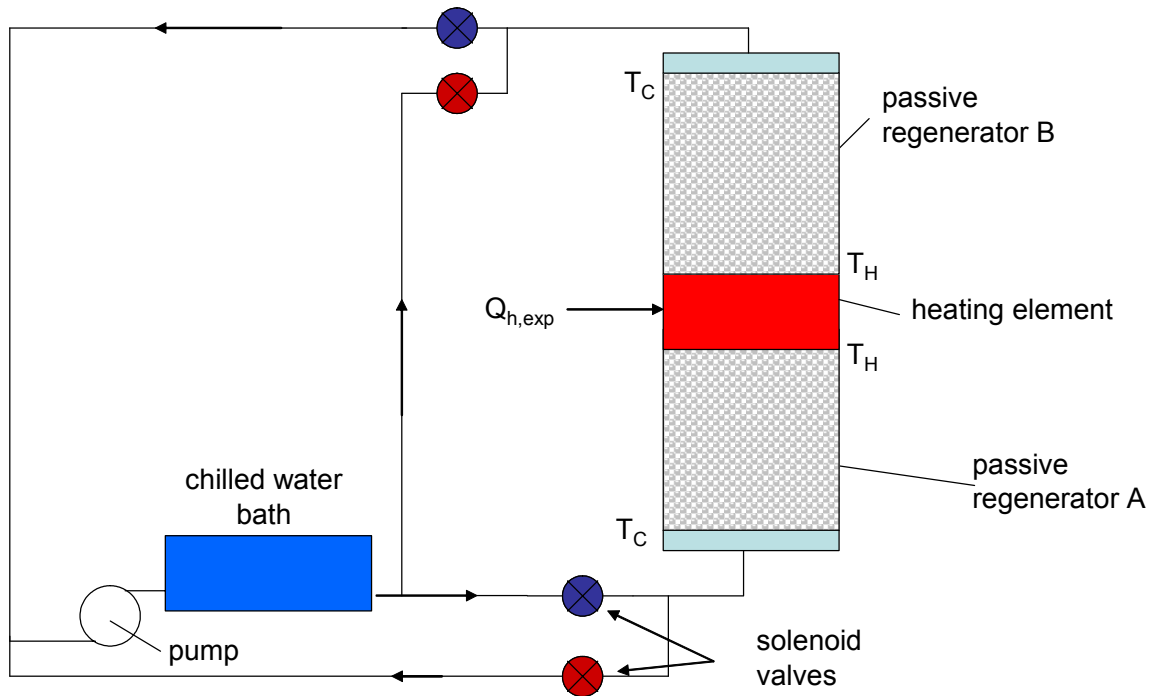 T_C
passive
regenerator B
T_H
Q_h,exp
heating element
T_H
chilled water
bath
passive
regenerator A
T_C
pump
solenoid
valves